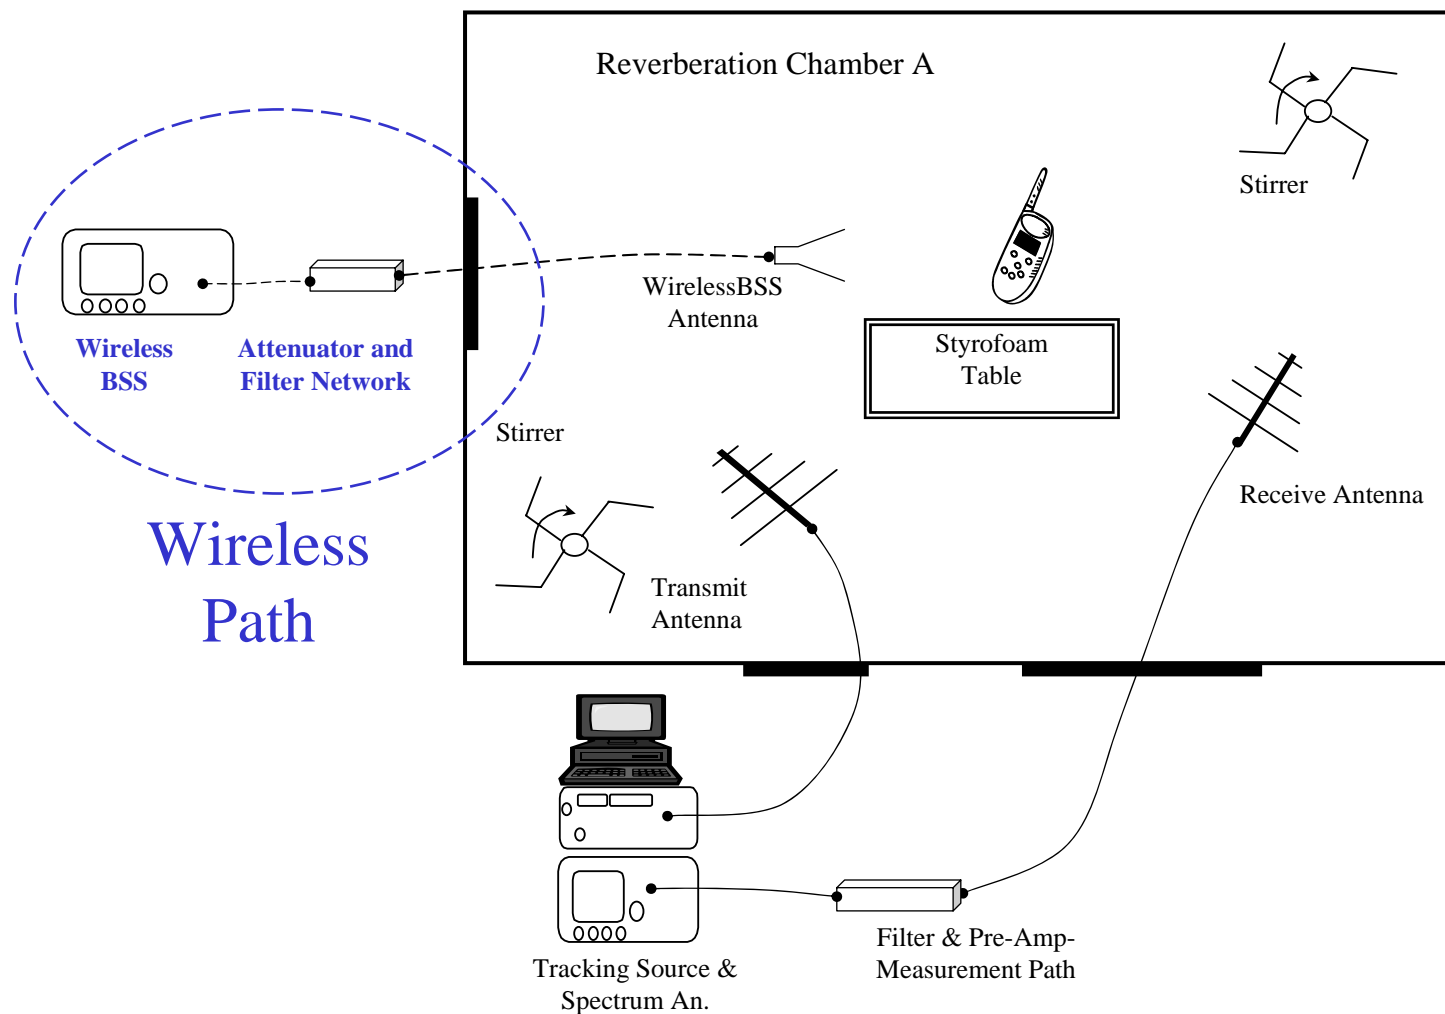 Reverberation Chamber A
Stirrer
WirelessBSS
Antenna
Wireless
BSS
Attenuator and
Filter Network
Styrofoam
Table
Stirrer
Receive Antenna
Wireless
Path
Transmit
Antenna
Filter & Pre-Amp-
Measurement Path
Tracking Source &
Spectrum An.